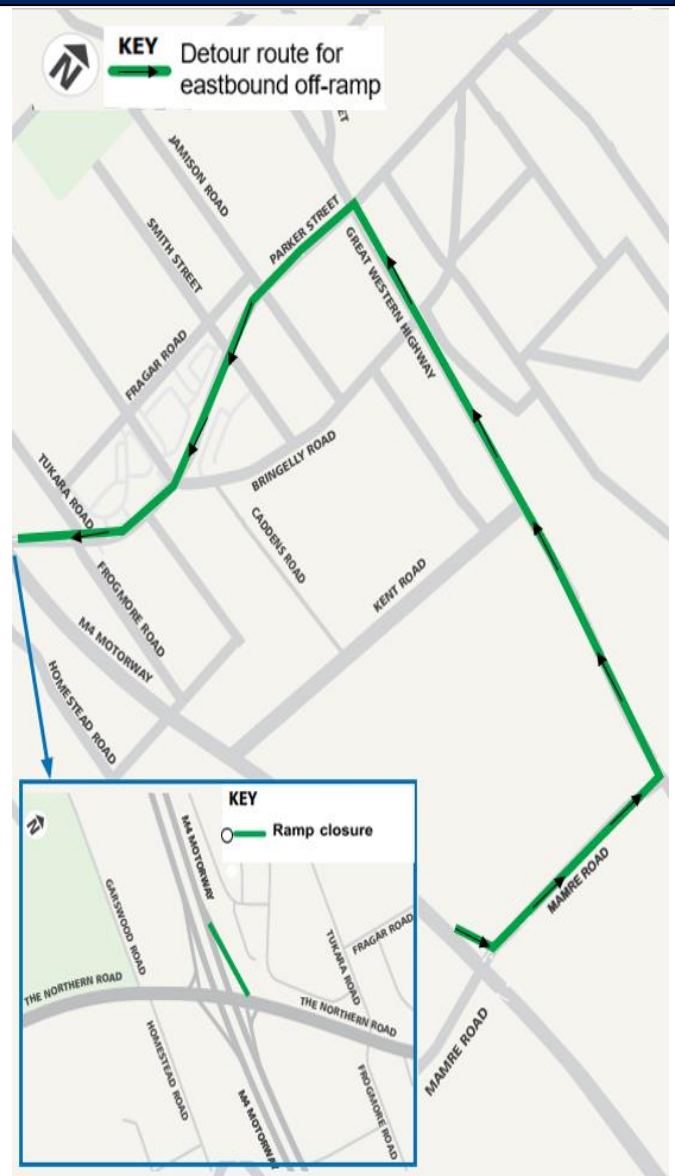 N
KEY
Detour route for
eastbound off-ramp
JAMISON ROAD
PARKER STREET
SMITH STREET
GREAT WESTERN HIGHWAY
FRAGAR ROAD
BRINGELLY ROAD
TUKARA ROAD
CADDENS ROAD
KENT ROAD
FROGMORE ROAD
M4 MOTORWAY
HOMESTEAD ROAD
MAMRE ROAD
MAMRE ROAD
N
KEY
Ramp closure
M4 MOTORWAY
GARSWOOD ROAD
TUKARA ROAD
FRAGAR ROAD
THE NORTHERN ROAD
THE NORTHERN ROAD
HOMESTEAD ROAD
FROGMORE ROAD
M4 MOTORWAY